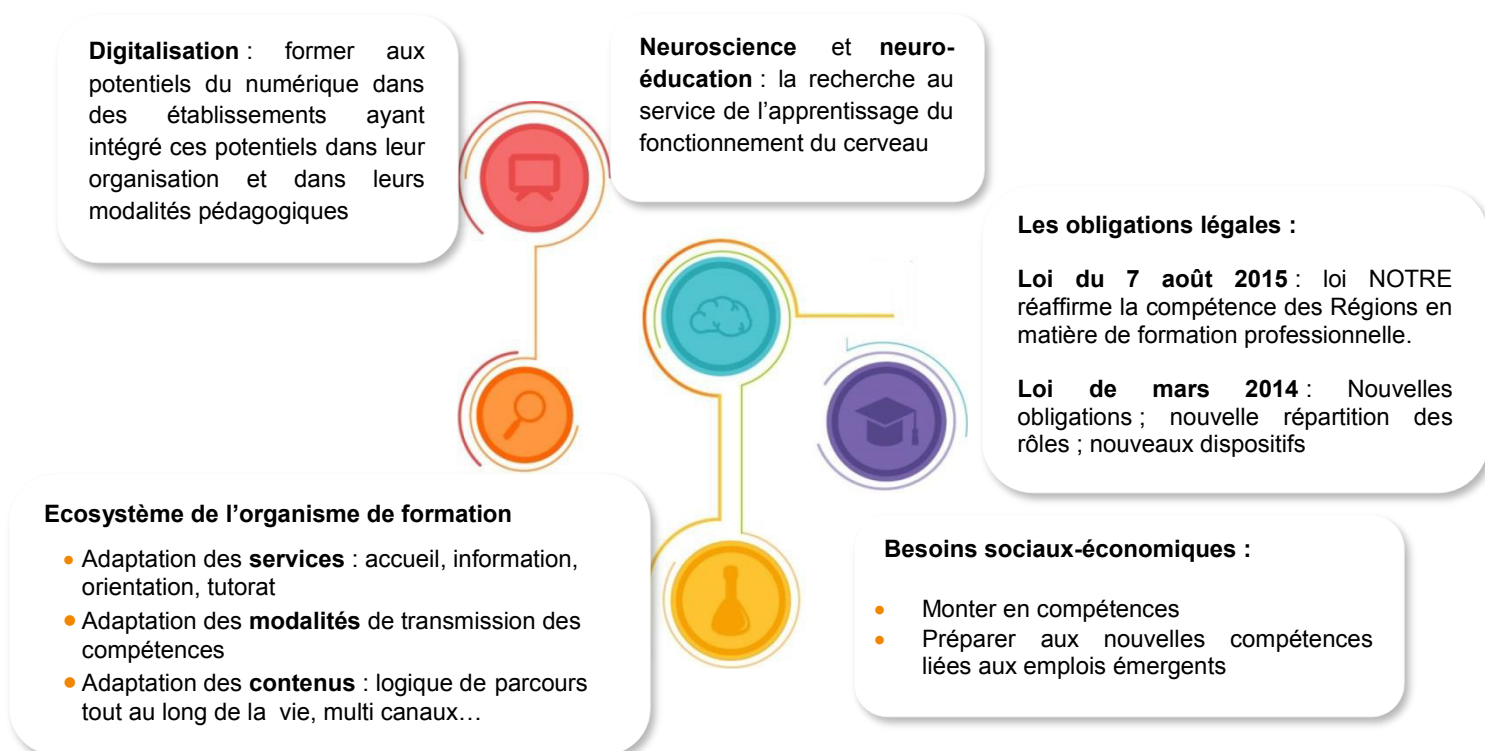 Digitalisation : former aux
potentiels du numérique dans
des établissements ayant
intégré ces potentiels dans leur
organisation et dans leurs
modalités pédagogiques
Neuroscience et neuro-
éducation : la recherche au
service de l’apprentissage du
fonctionnement du cerveau
Les obligations légales :
Loi du 7 août 2015 : loi NOTRE
réaffirme la compétence des Régions en
matière de formation professionnelle.
Loi de mars 2014 : Nouvelles
obligations ; nouvelle répartition des
rôles ; nouveaux dispositifs
Ecosystème de l’organisme de formation
• Adaptation des services : accueil, information,
orientation, tutorat
• Adaptation des modalités de transmission des
compétences
• Adaptation des contenus : logique de parcours
tout au long de la vie, multi canaux…
Besoins sociaux-économiques :
• Monter en compétences
• Préparer aux nouvelles compétences
liées aux emplois émergents